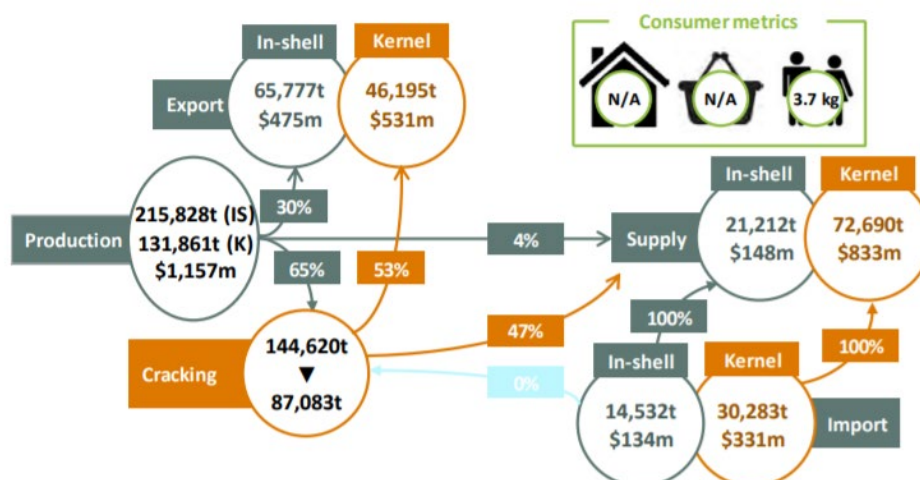 Consumer metrics
N/A
N/A
3.7 kg
In-shell
Kernel
Export
65,777t
$475m
46,195t
$531m
Production
215,828t (IS)
131,861t (K)
$1,157m
30%
65%
53%
4%
In-shell
Kernel
Supply
21,212t
$148m
72,690t
$833m
Cracking
144,620t
▼
87,083t
47%
0%
100%
100%
In-shell
Kernel
14,532t
$134m
30,283t
$331m
Import